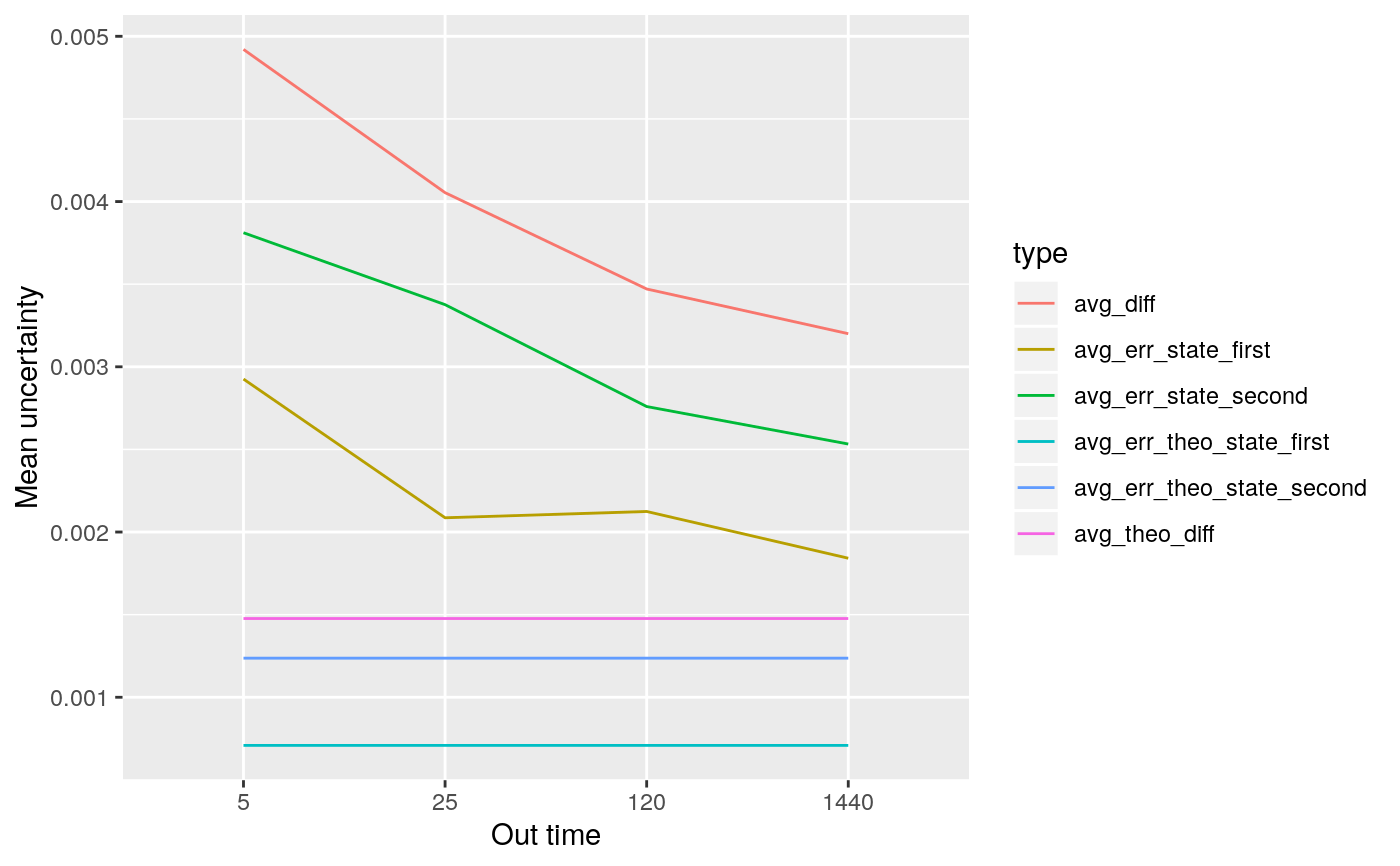 0.005
0.004
0.003
0.002
0.001
Mean uncertainty
5 25 120 1440
Out time
type
avg_diff
avg_err_state_first
avg_err_state_second
avg_err_theo_state_first
avg_err_theo_state_second
avg_theo_diff